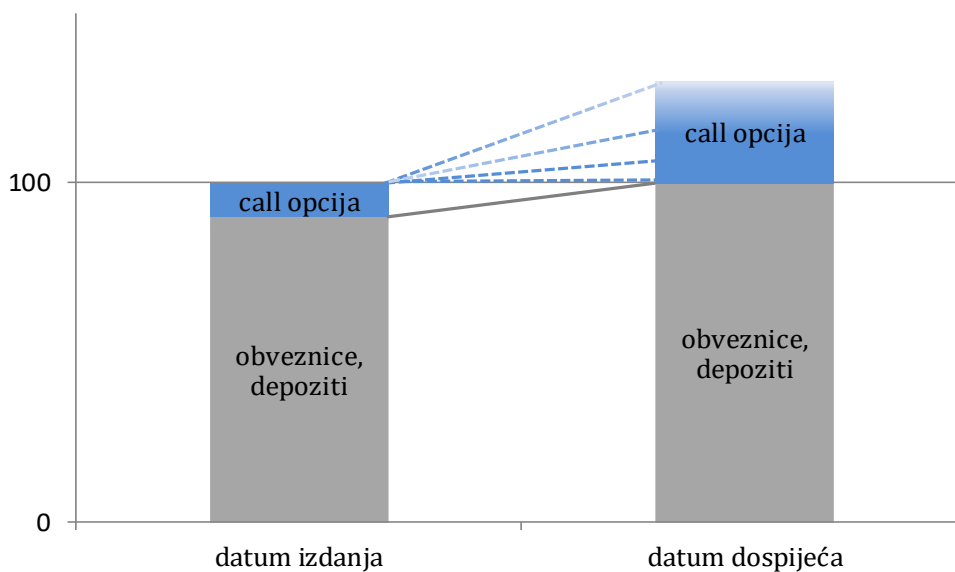 call opcija
100
call opcija
obveznice,
depoziti
obveznice,
depoziti
0
datum izdanja
datum dospijeća